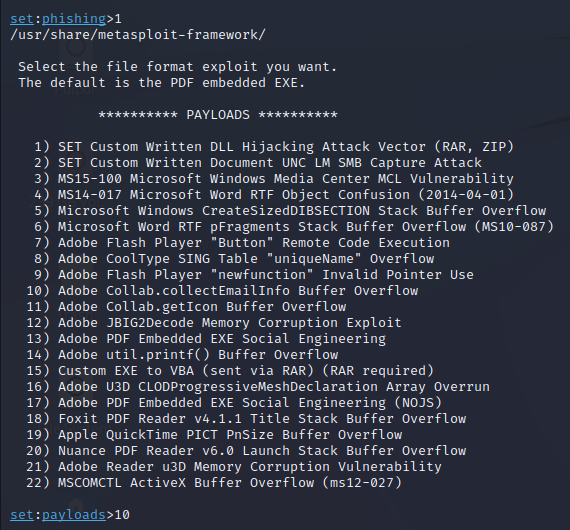 set:phishing>1
/usr/share/metasploit-framework/
Select the file format exploit you want.
The default is the PDF embedded EXE.
********** PAYLOADS **********
1) SET Custom Written DLL Hijacking Attack Vector (RAR, ZIP)
2) SET Custom Written Document UNC LM SMB Capture Attack
3) MS15-100 Microsoft Windows Media Center MCL Vulnerability
4) MS14-017 Microsoft Word RTF Object Confusion (2014-04-01)
5) Microsoft Windows CreateSizedDIBSECTION Stack Buffer Overflow
6) Microsoft Word RTF pFragments Stack Buffer Overflow (MS10-087)
7) Adobe Flash Player "Button" Remote Code Execution
8) Adobe CoolType SING Table "uniqueName" Overflow
9) Adobe Flash Player "newfunction" Invalid Pointer Use
10) Adobe Collab.collectEmailInfo Buffer Overflow
11) Adobe Collab.getIcon Buffer Overflow
12) Adobe JBIG2Decode Memory Corruption Exploit
13) Adobe PDF Embedded EXE Social Engineering
14) Adobe util.printf() Buffer Overflow
15) Custom EXE to VBA (sent via RAR) (RAR required)
16) Adobe U3D CLODProgressiveMeshDeclaration Array Overrun
17) Adobe PDF Embedded EXE Social Engineering (NOJS)
18) Foxit PDF Reader v4.1.1 Title Stack Buffer Overflow
19) Apple QuickTime PICT PnSize Buffer Overflow
20) Nuance PDF Reader v6.0 Launch Stack Buffer Overflow
21) Adobe Reader u3D Memory Corruption Vulnerability
22) MSCOMCTL ActiveX Buffer Overflow (ms12-027)
set:payloads>10